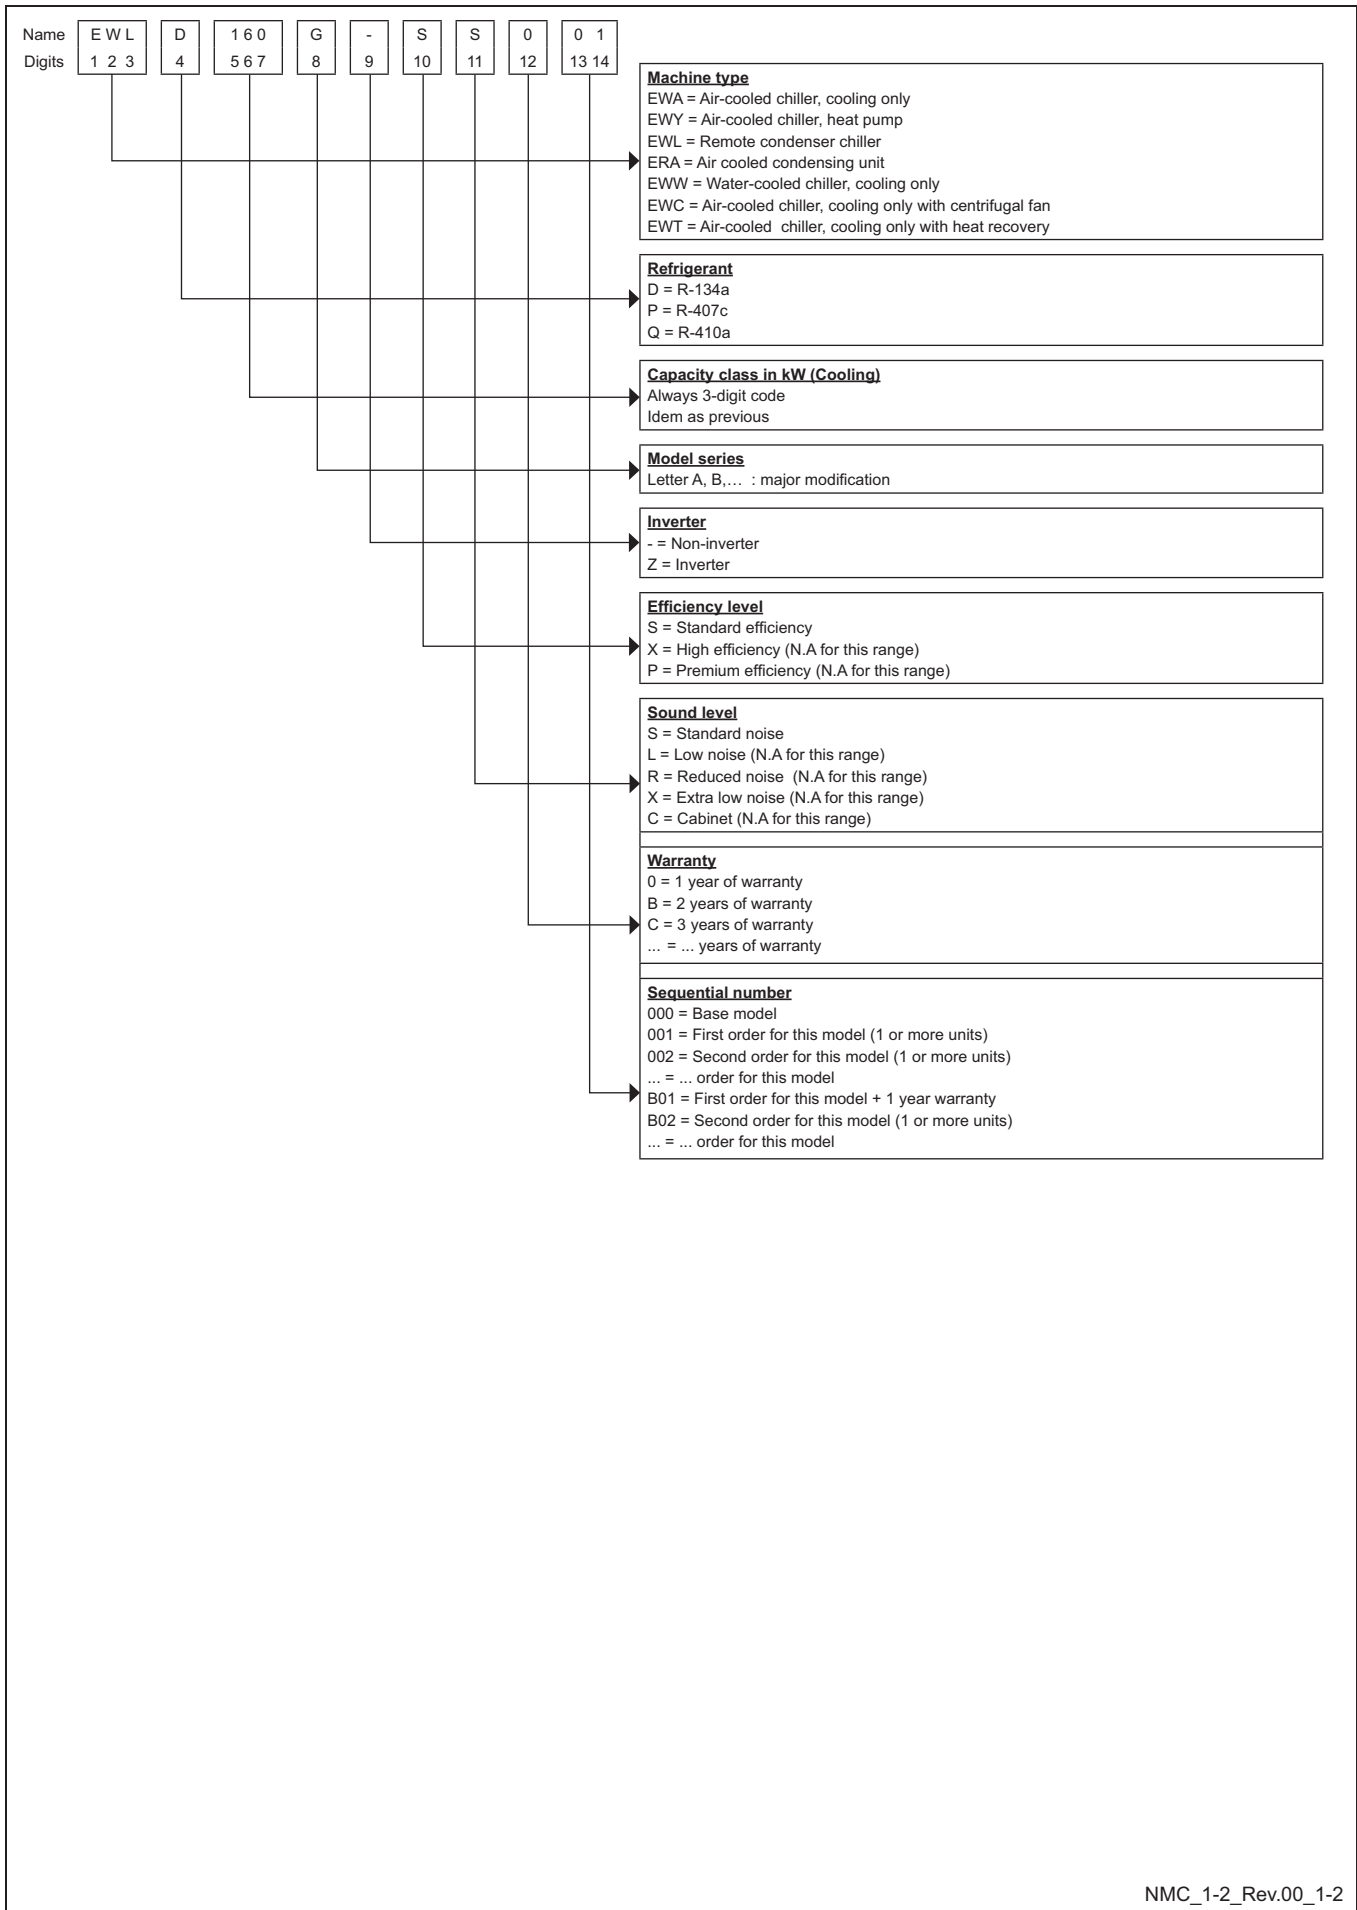 Name E W L D 1 6 0 G - S S 0 0 1
Digits 1 2 3 4 5 6 7 8 9 10 11 12 13 14
Machine type
EWA = Air-cooled chiller, cooling only
EWY = Air-cooled chiller, heat pump
EWL = Remote condenser chiller
ERA = Air cooled condensing unit
EWW = Water-cooled chiller, cooling only
EWC = Air-cooled chiller, cooling only with centrifugal fan
EWT = Air-cooled chiller, cooling only with heat recovery
Refrigerant
D = R-134a
P = R-407c
Q = R-410a
Capacity class in kW (Cooling)
Always 3-digit code
Idem as previous
Model series
Letter A, B,… : major modification
Inverter
- = Non-inverter
Z = Inverter
Efficiency level
S = Standard efficiency
X = High efficiency (N.A for this range)
P = Premium efficiency (N.A for this range)
Sound level
S = Standard noise
L = Low noise (N.A for this range)
R = Reduced noise (N.A for this range)
X = Extra low noise (N.A for this range)
C = Cabinet (N.A for this range)
Warranty
0 = 1 year of warranty
B = 2 years of warranty
C = 3 years of warranty
... = ... years of warranty
Sequential number
000 = Base model
001 = First order for this model (1 or more units)
002 = Second order for this model (1 or more units)
... = ... order for this model
B01 = First order for this model + 1 year warranty
B02 = Second order for this model (1 or more units)
... = ... order for this model
NMC_1-2_Rev.00_1-2